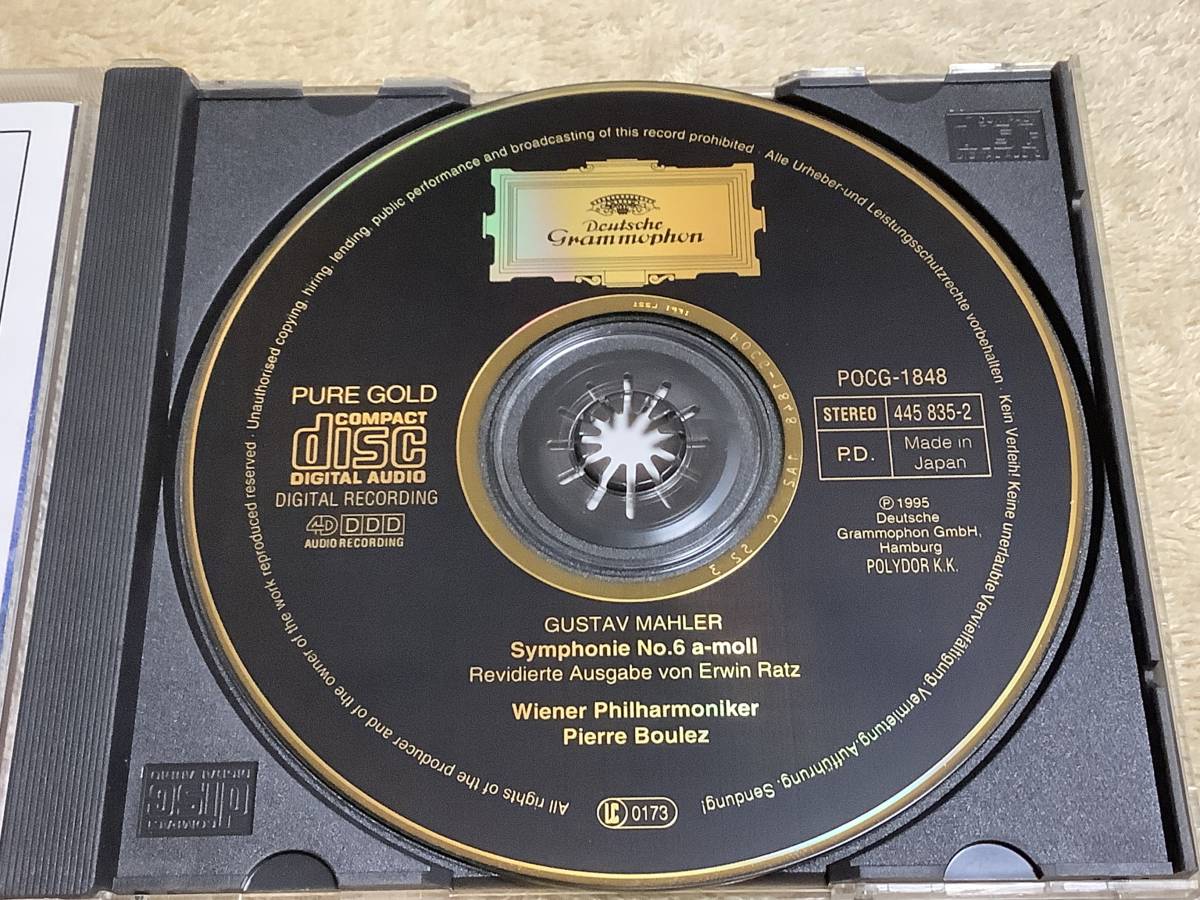 Deutsche
Grammophon
PURE GOLD
COMPACT
disc
DIGITAL AUDIO
DIGITAL RECORDING
4D DDD
AUDIO RECORDING
POCG-1848
STEREO 445 835-2
P.D. Made in
Japan
℗ 1995
Deutsche
Grammophon GmbH,
Hamburg
POLYDOR K.K.
GUSTAV MAHLER
Symphonie No.6 a-moll
Revidierte Ausgabe von Erwin Ratz
Wiener Philharmoniker
Pierre Boulez
LC 0173
All rights of the producer and of the owner of the work reproduced reserved · Unauthorised copying, hiring, lending, public performance and broadcasting of this record prohibited · Alle Urheber-und Leistungsschutzrechte vorbehalten · Kein Verleih! Keine unerlaubte Vervielfältigung, Vermietung, Aufführung, Sendung!
POCG-1848
disc